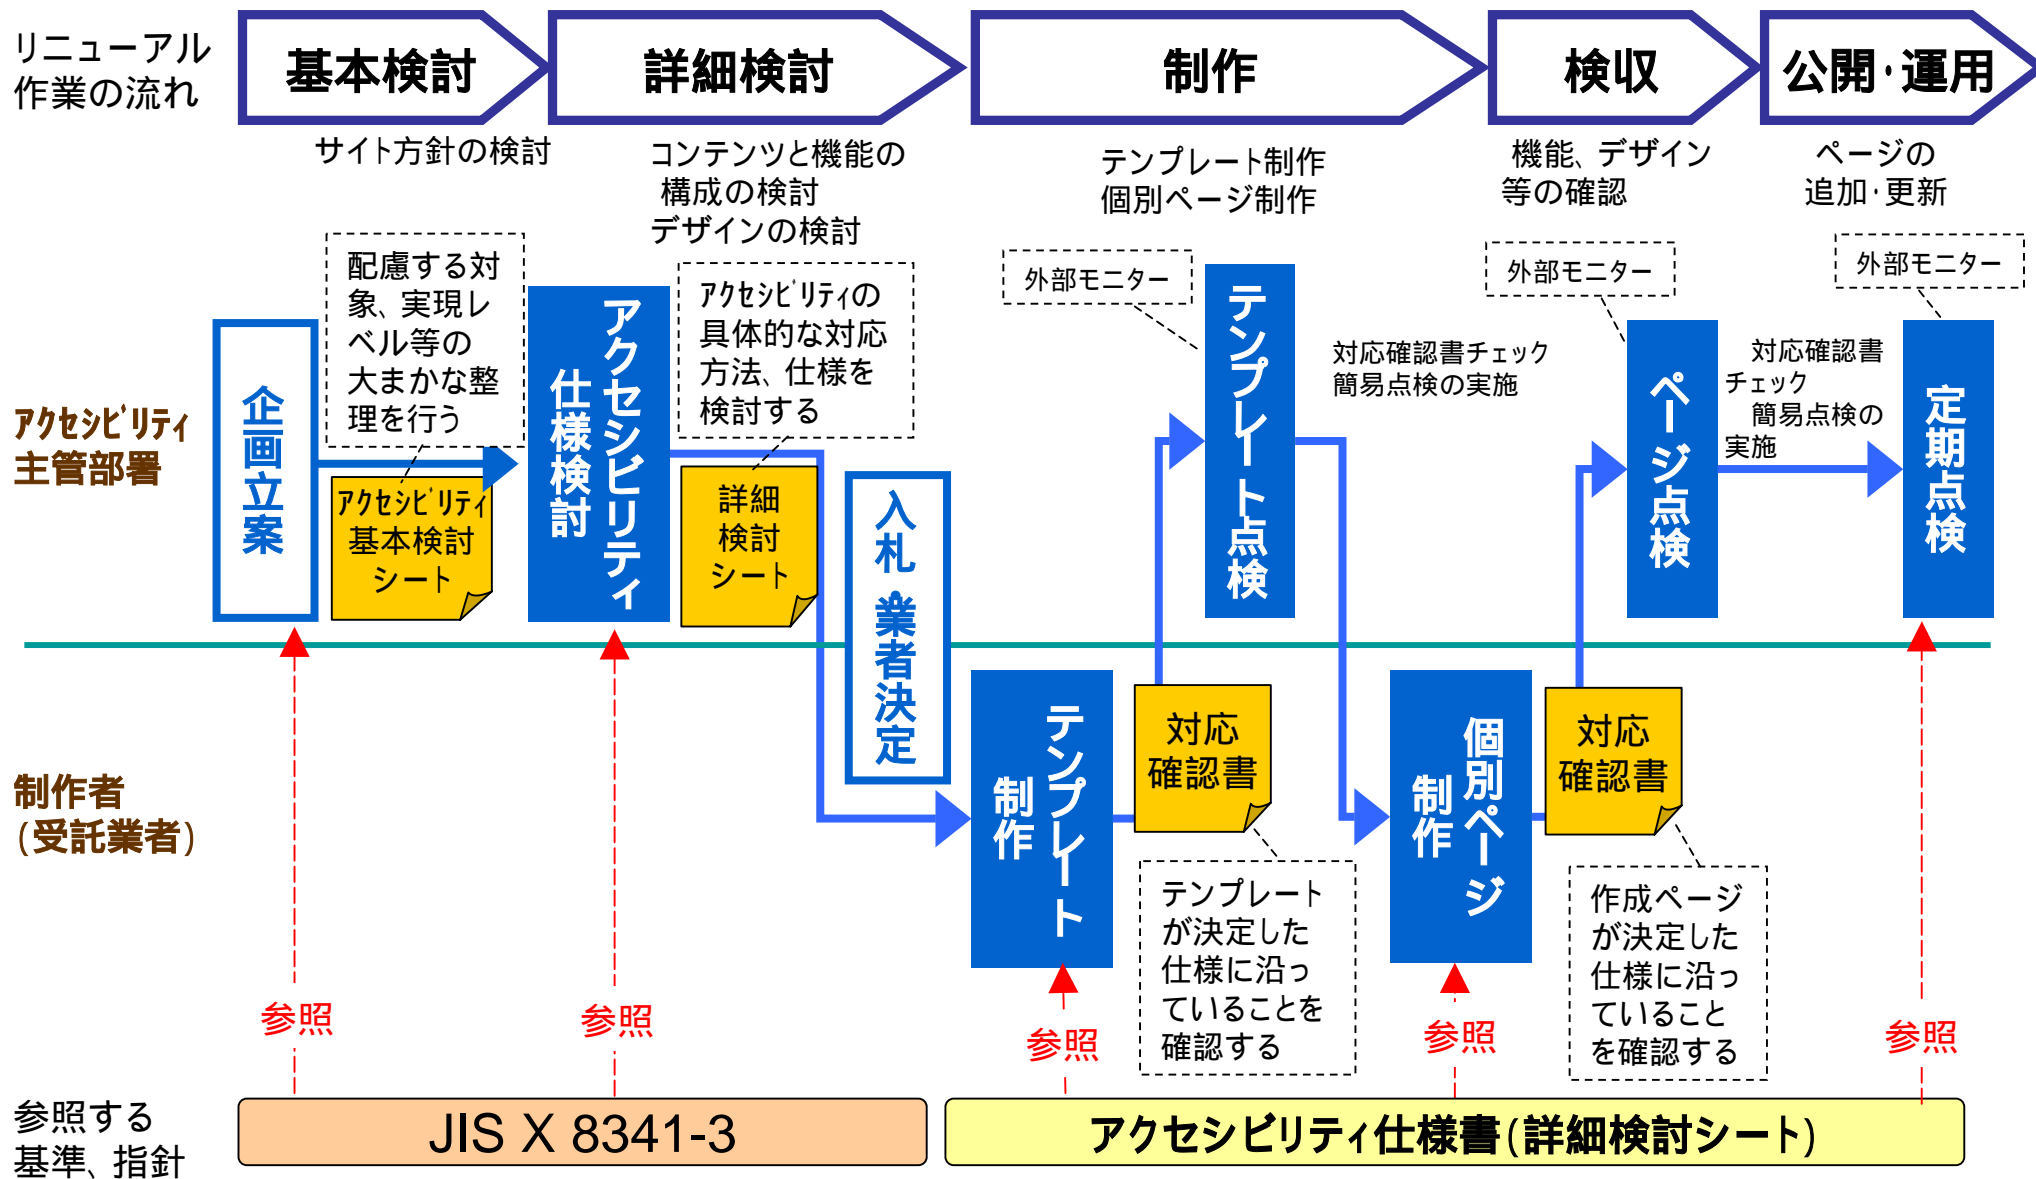 リニューアル
作業の流れ
基本検討
詳細検討
制作
検収
公開・運用
サイト方針の検討
コンテンツと機能の
構成の検討
デザインの検討
テンプレート制作
個別ページ制作
機能、デザイン
等の確認
ページの
追加・更新
アクセシビリティ
主管部署
企画立案
配慮する対
象、実現レ
ベル等の
大まかな整
理を行う
アクセシビリティ
基本検討
シート
アクセシビリティ
仕様検討
アクセシビリティの
具体的な対応
方法、仕様を
検討する
詳細
検討
シート
入札・業者決定
外部モニター
テンプレート点検
対応確認書チェック
簡易点検の実施
外部モニター
ページ点検
対応確認書
チェック
簡易点検の
実施
外部モニター
定期点検
制作者
(受託業者)
テンプレート
制作
対応
確認書
テンプレート
が決定した
仕様に沿っ
ていることを
確認する
個別ページ
制作
対応
確認書
作成ページ
が決定した
仕様に沿っ
ていること
を確認する
参照
参照
参照
参照
参照
参照する
基準、指針
JIS X 8341-3
アクセシビリティ仕様書(詳細検討シート)